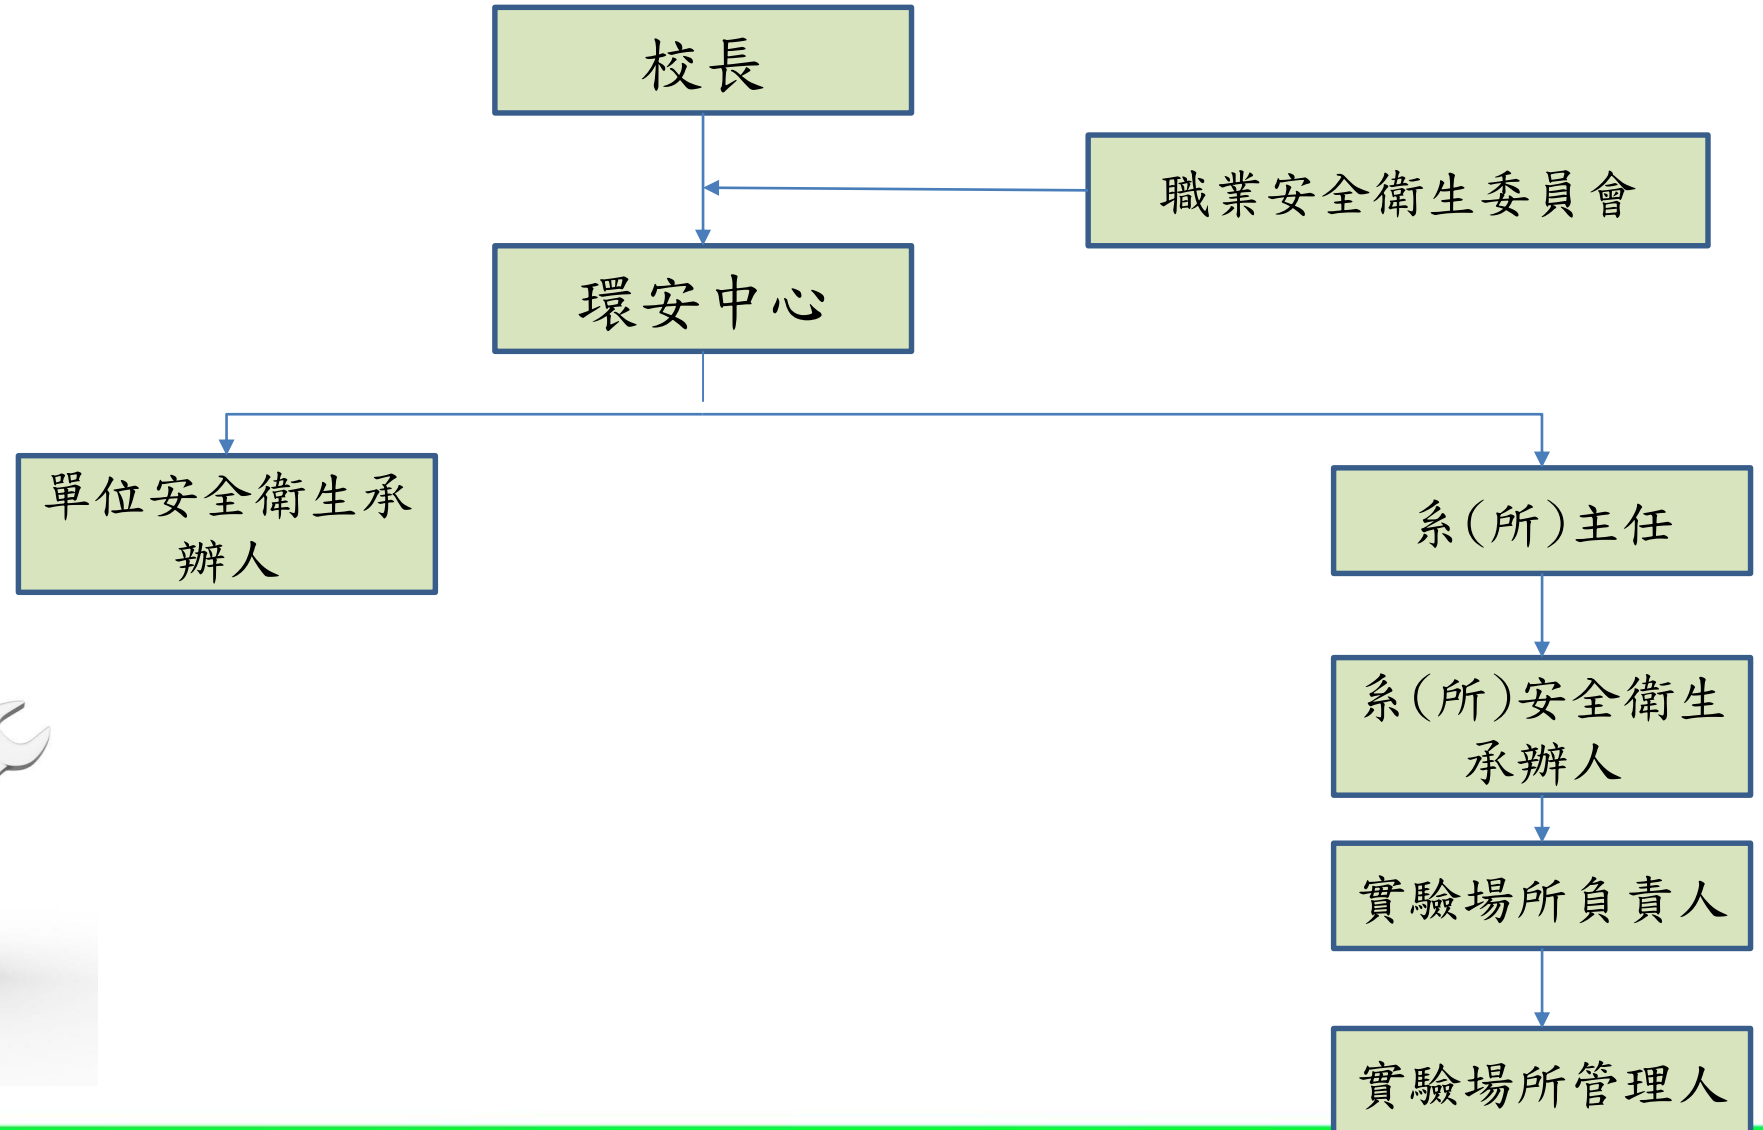 校長
職業安全衛生委員會
環安中心
單位安全衛生承
辦人
系(所)主任
系(所)安全衛生
承辦人
實驗場所負責人
實驗場所管理人